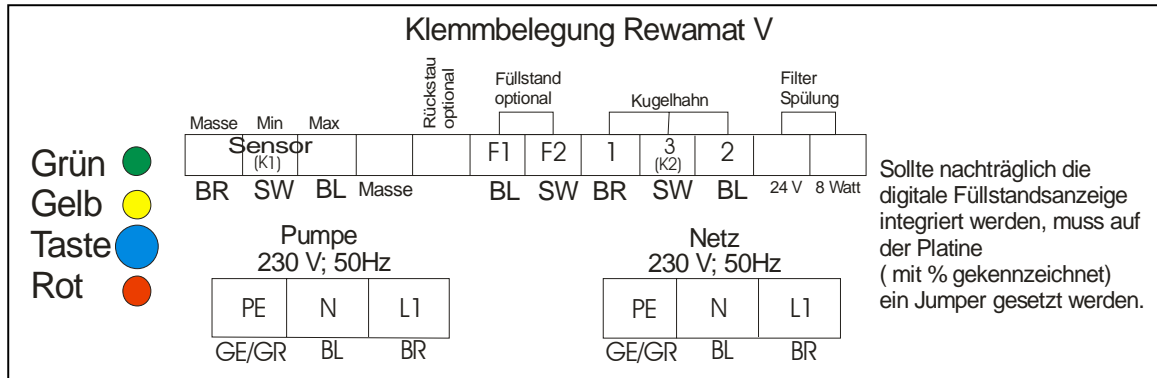 Klemmbelegung Rewamat V
Rückstau
optional
Füllstand
optional
Kugelhahn
Filter
Spülung
Masse Min Max
Sensor
(K1)
F1 F2 1 3 2
(K2)
BR SW BL Masse BL SW BR SW BL 24 V 8 Watt
Grün
Gelb
Taste
Rot
Pumpe
230 V; 50Hz
PE N L1
GE/GR BL BR
Netz
230 V; 50Hz
PE N L1
GE/GR BL BR
Sollte nachträglich die
digitale Füllstandsanzeige
integriert werden, muss auf
der Platine
( mit % gekennzeichnet)
ein Jumper gesetzt werden.